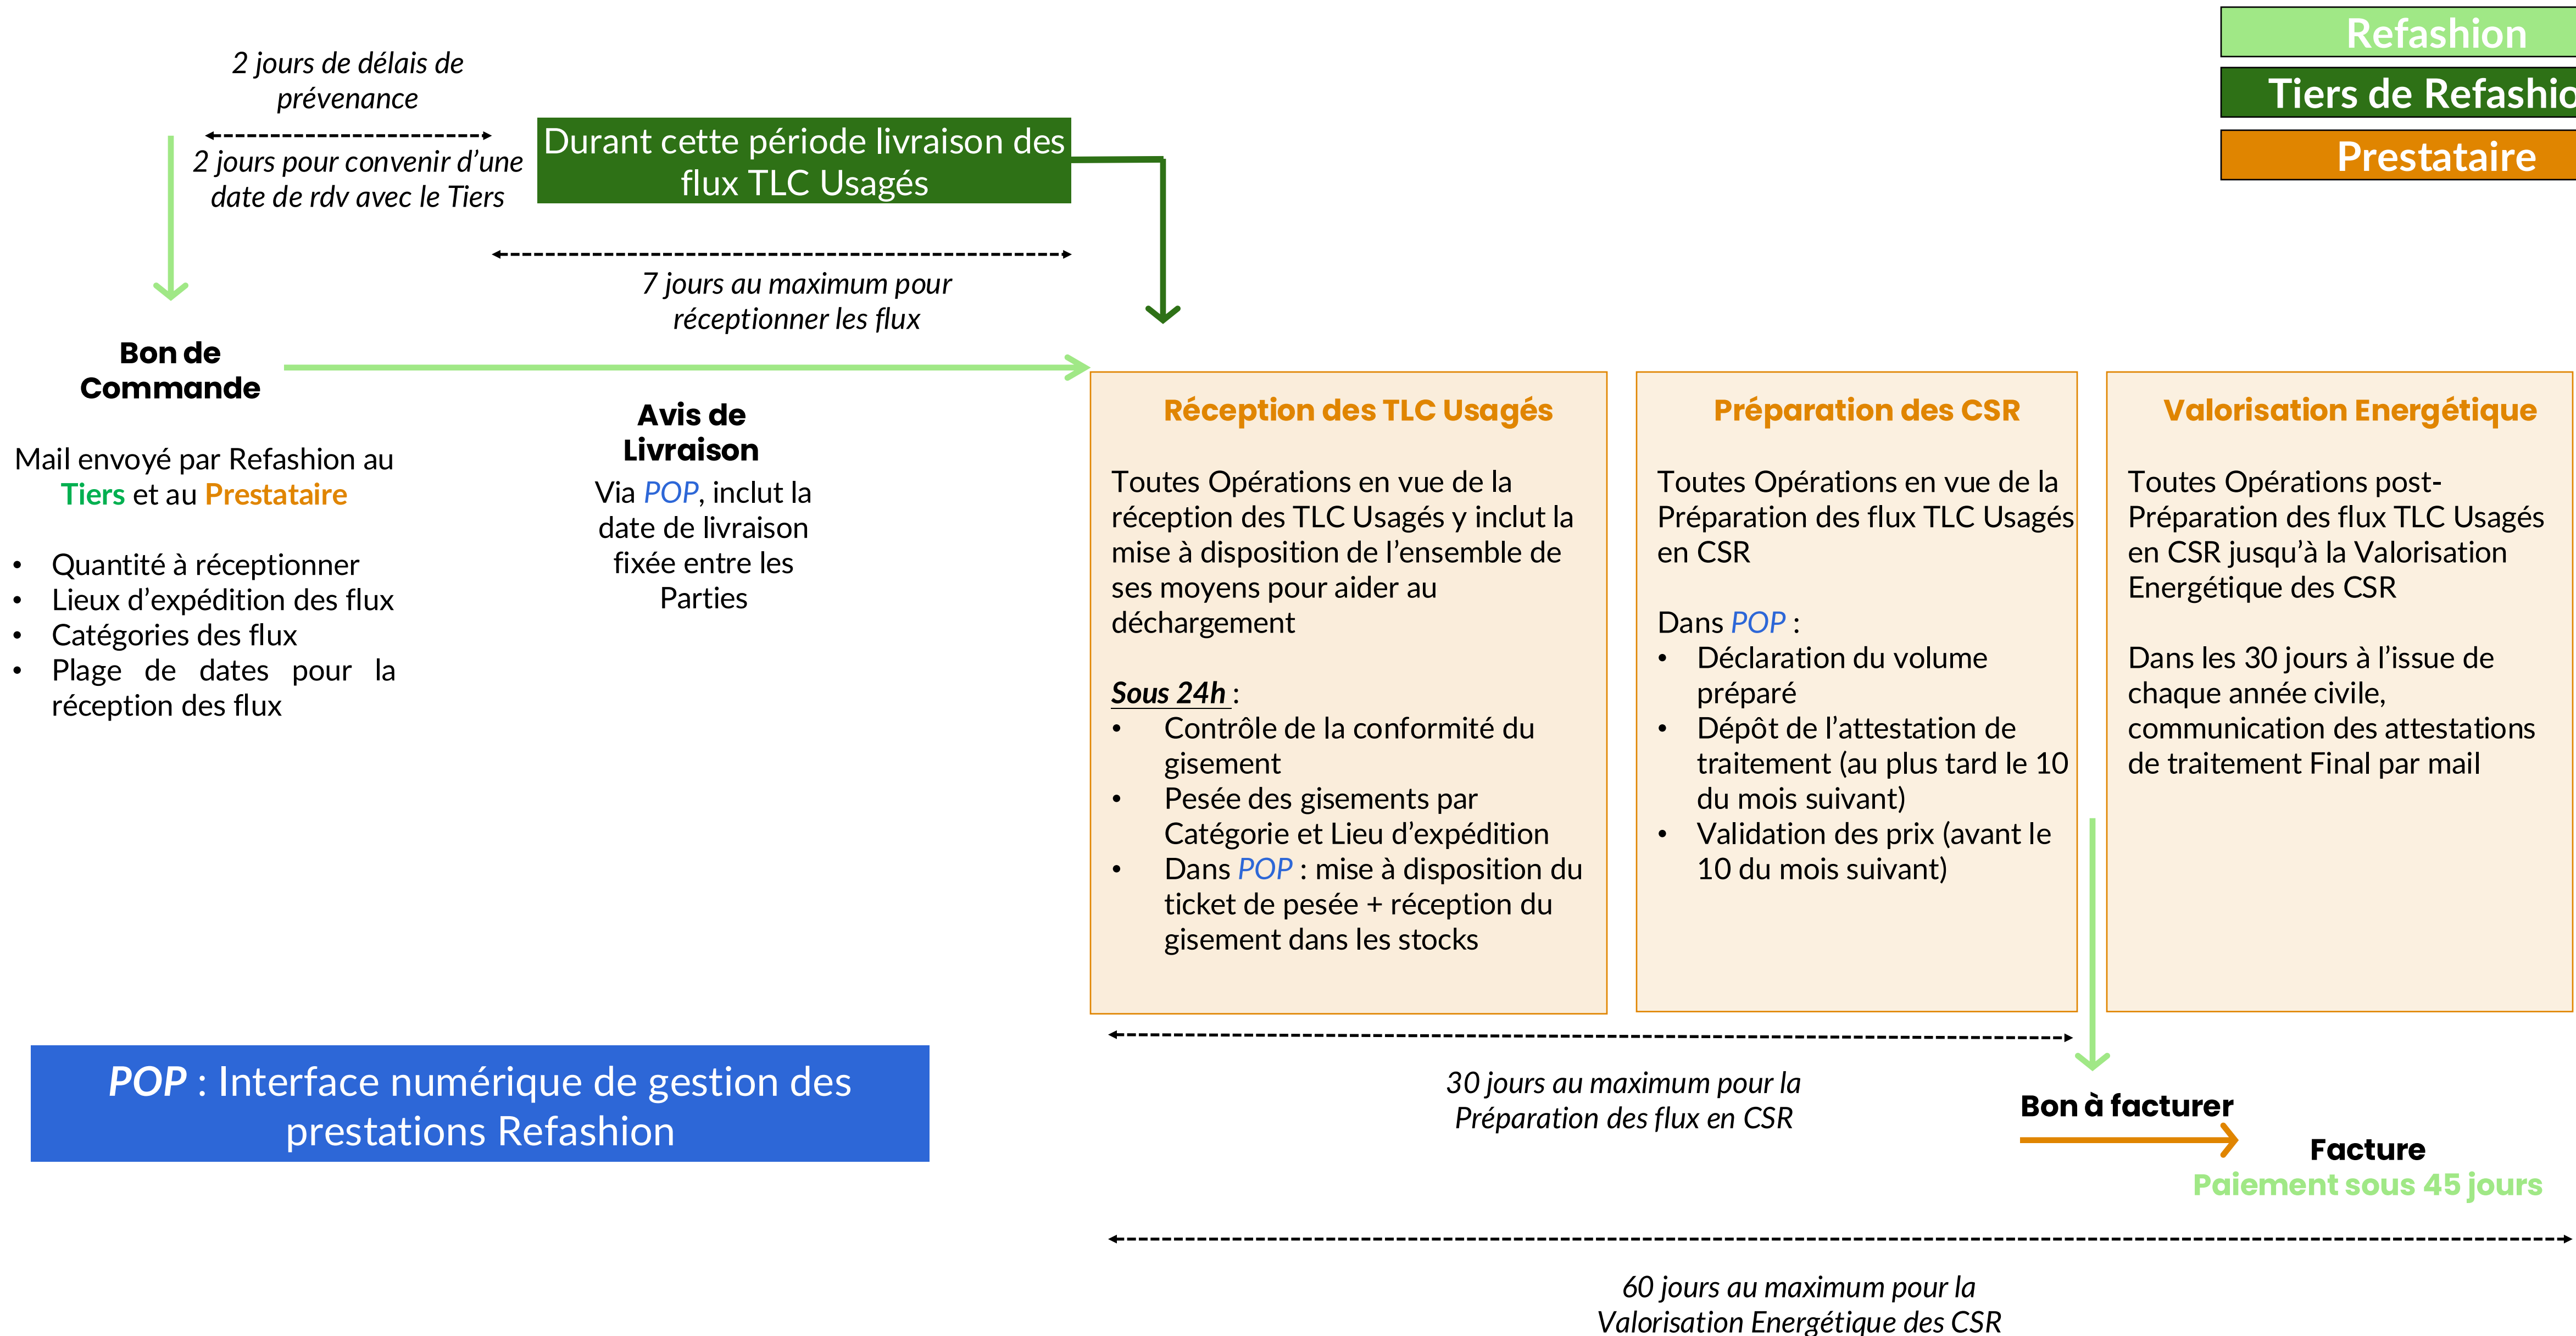 Refashion
Tiers de Refashio
Prestataire
2 jours de délais de
prévenance
2 jours pour convenir d’une
date de rdv avec le Tiers
Durant cette période livraison des
flux TLC Usagés
7 jours au maximum pour
réceptionner les flux
Bon de
Commande
Mail envoyé par Refashion au
Tiers et au Prestataire
• Quantité à réceptionner
• Lieux d’expédition des flux
• Catégories des flux
• Plage de dates pour la
réception des flux
Avis de
Livraison
Via POP, inclut la
date de livraison
fixée entre les
Parties
Réception des TLC Usagés
Toutes Opérations en vue de la
réception des TLC Usagés y inclut la
mise à disposition de l’ensemble de
ses moyens pour aider au
déchargement
Sous 24h :
• Contrôle de la conformité du
gisement
• Pesée des gisements par
Catégorie et Lieu d’expédition
• Dans POP : mise à disposition du
ticket de pesée + réception du
gisement dans les stocks
Préparation des CSR
Toutes Opérations en vue de la
Préparation des flux TLC Usagés
en CSR
Dans POP :
• Déclaration du volume
préparé
• Dépôt de l’attestation de
traitement (au plus tard le 10
du mois suivant)
• Validation des prix (avant le
10 du mois suivant)
Valorisation Energétique
Toutes Opérations post-
Préparation des flux TLC Usagés
en CSR jusqu’à la Valorisation
Energétique des CSR
Dans les 30 jours à l’issue de
chaque année civile,
communication des attestations
de traitement Final par mail
POP : Interface numérique de gestion des
prestations Refashion
30 jours au maximum pour la
Préparation des flux en CSR
Bon à facturer
Facture
Paiement sous 45 jours
60 jours au maximum pour la
Valorisation Energétique des CSR